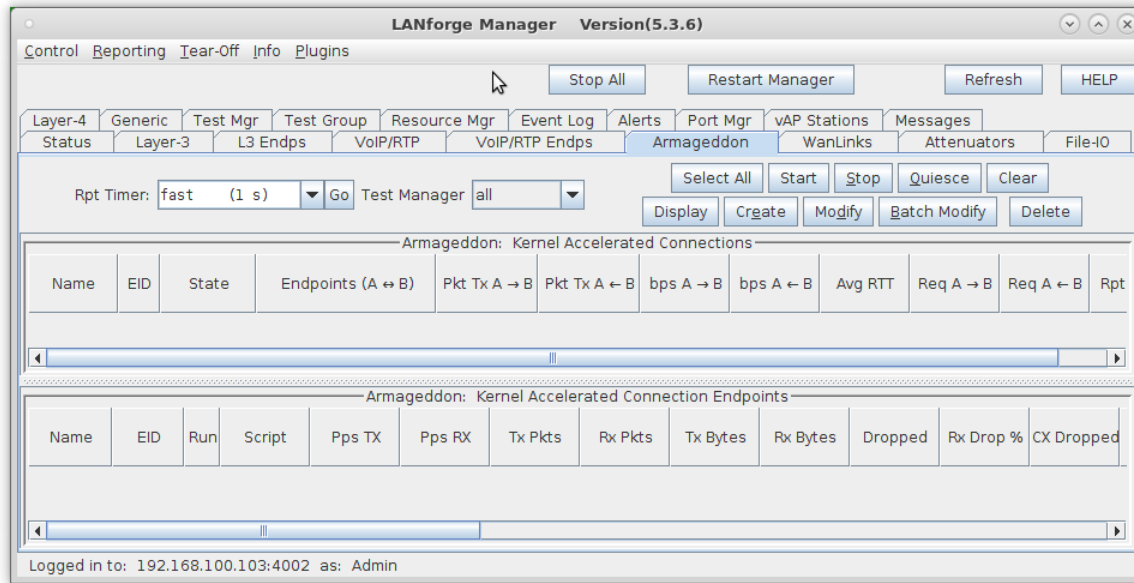 LANforge Manager Version(5.3.6)
Control Reporting Tear-Off Info Plugins
Stop All Restart Manager Refresh HELP
Layer-4 Generic Test Mgr Test Group Resource Mgr Event Log Alerts Port Mgr vAP Stations Messages
Status Layer-3 L3 Endps VoIP/RTP VoIP/RTP Endps Armageddon WanLinks Attenuators File-IO
Select All Start Stop Quiesce Clear
Rpt Timer: fast (1 s) Go Test Manager all
Display Create Modify Batch Modify Delete
Armageddon: Kernel Accelerated Connections
Name EID State Endpoints (A ↔ B) Pkt Tx A → B Pkt Tx A ← B bps A → B bps A ← B Avg RTT Req A → B Req A ← B Rpt
Armageddon: Kernel Accelerated Connection Endpoints
Name EID Run Script Pps TX Pps RX Tx Pkts Rx Pkts Tx Bytes Rx Bytes Dropped Rx Drop % CX Dropped
Logged in to: 192.168.100.103:4002 as: Admin